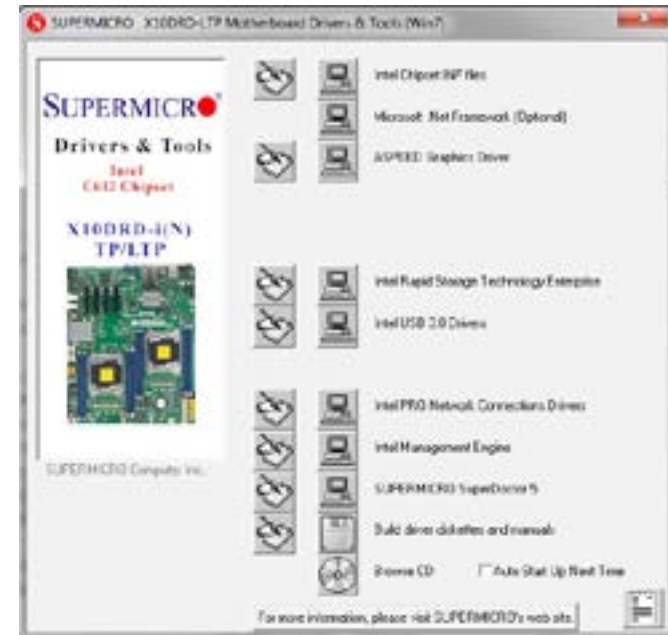 SUPERMICRO X10DRD-LTP Motherboard Drivers & Tools (Win7)
SUPERMICRO
Drivers & Tools
Intel
C612 Chipset
X10DRD-i(N)
TP/LTP
SUPERMICRO Computer Inc.
Intel Chipset INF files
Microsoft .Net Framework (Optional)
ASPEED Graphics Driver
Intel Rapid Storage Technology Enterprise
Intel USB 3.0 Drivers
Intel PRO Network Connections Drivers
Intel Management Engine
SUPERMICRO SuperDoctor 5
Build driver diskettes and manuals
Browse CD
Auto Start Up Next Time
For more information, please visit SUPERMICRO's web site.